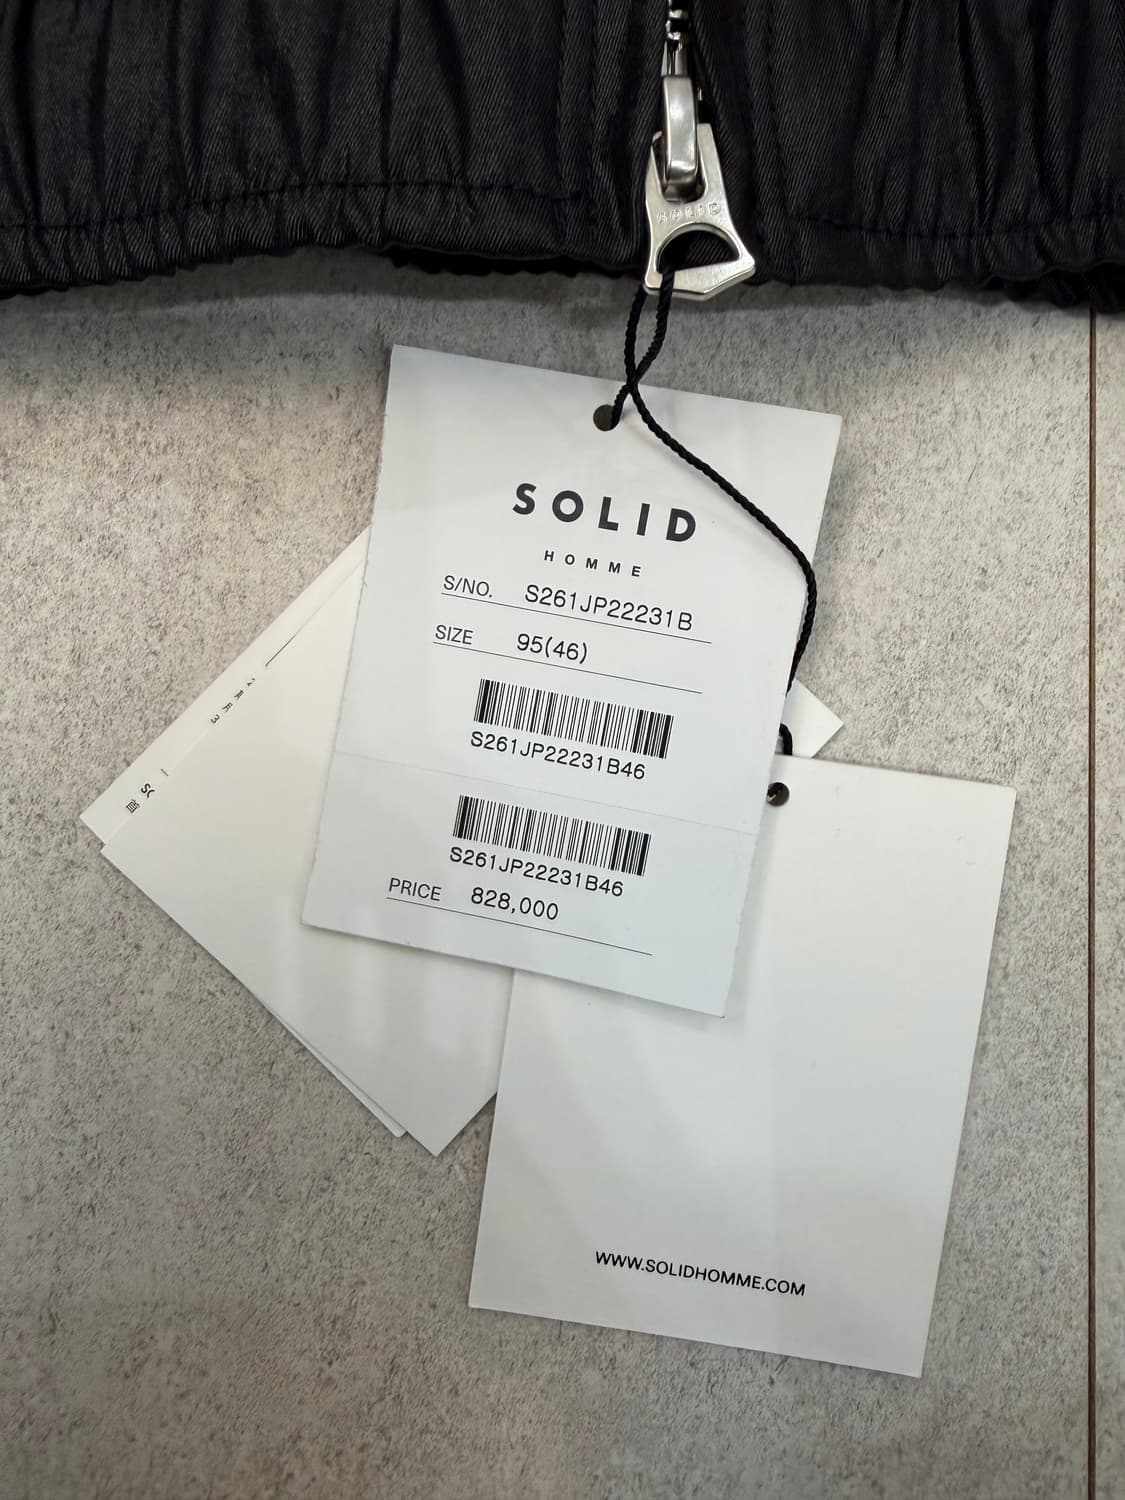 SOLID
SOLID
HOMME
S/NO. S261JP22231B
SIZE 95(46)
S261JP22231B46
S261JP22231B46
PRICE 828,000
WWW.SOLIDHOMME.COM